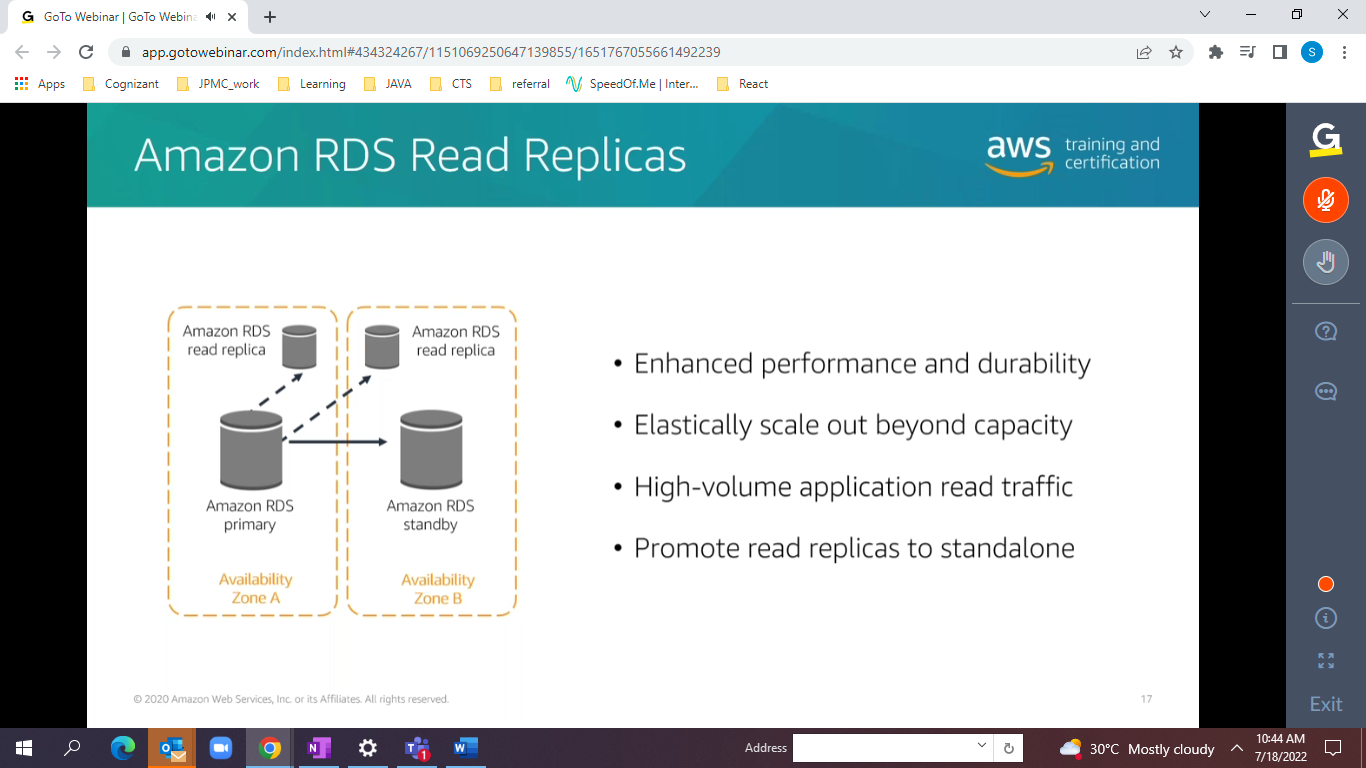 GoTo Webinar | GoTo Webina
app.gotowebinar.com/index.html#434324267/1151069250647139855/1651767055661492239
S
Apps Cognizant JPMC_work Learning JAVA CTS referral SpeedOf.Me | Inter... React
Amazon RDS Read Replicas
aws training and
certification
Amazon RDS
read replica
Amazon RDS
read replica
Amazon RDS
primary
Amazon RDS
standby
Availability
Zone A
Availability
Zone B
• Enhanced performance and durability
• Elastically scale out beyond capacity
• High-volume application read traffic
• Promote read replicas to standalone
© 2020 Amazon Web Services, Inc. or its Affiliates. All rights reserved.
17
Exit
Address
30°C Mostly cloudy
10:44 AM
7/18/2022